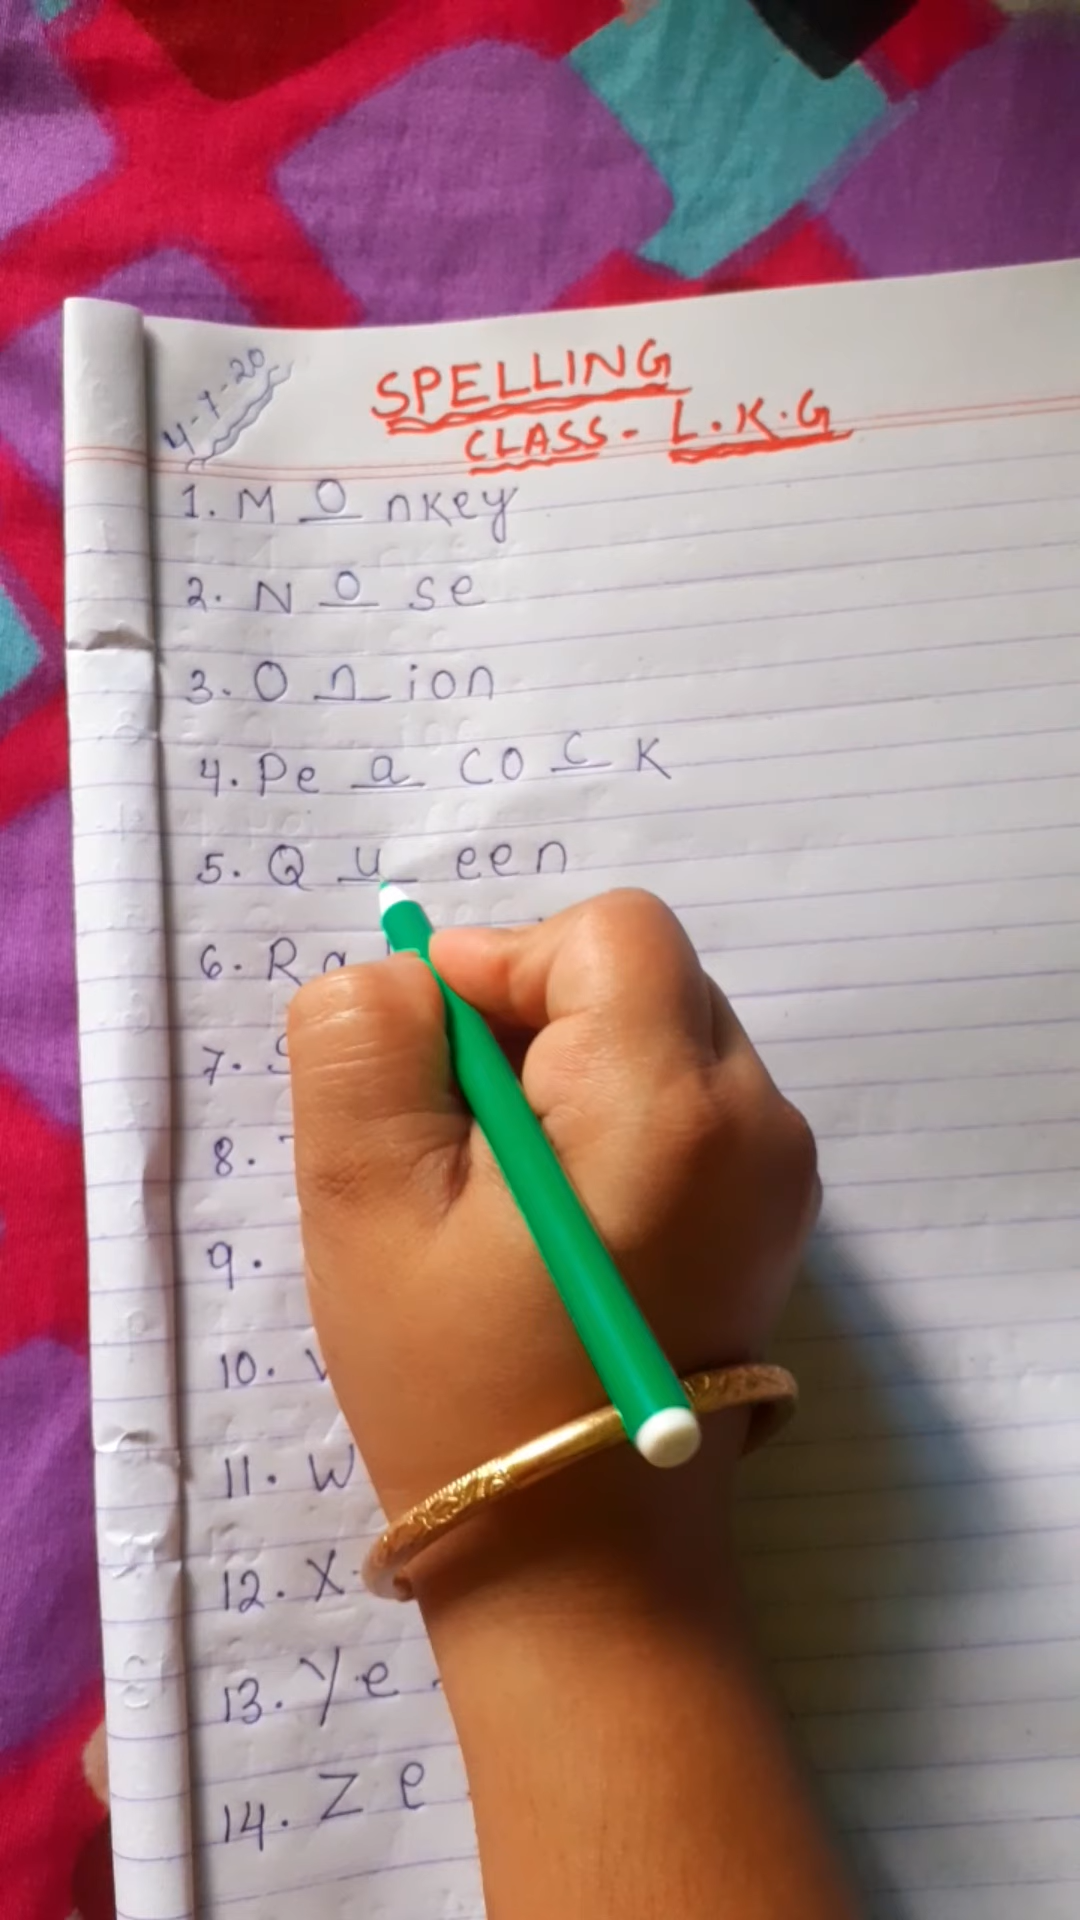 4-7-20
SPELLING
CLASS- L.K.G
1. M o nkey
2. N o se
3. O n ion
4. Pe a co c k
5. Q u een
6. Ra
7. S
8.
9.
10.
11. W
12. X-
13. Ye
14. Ze